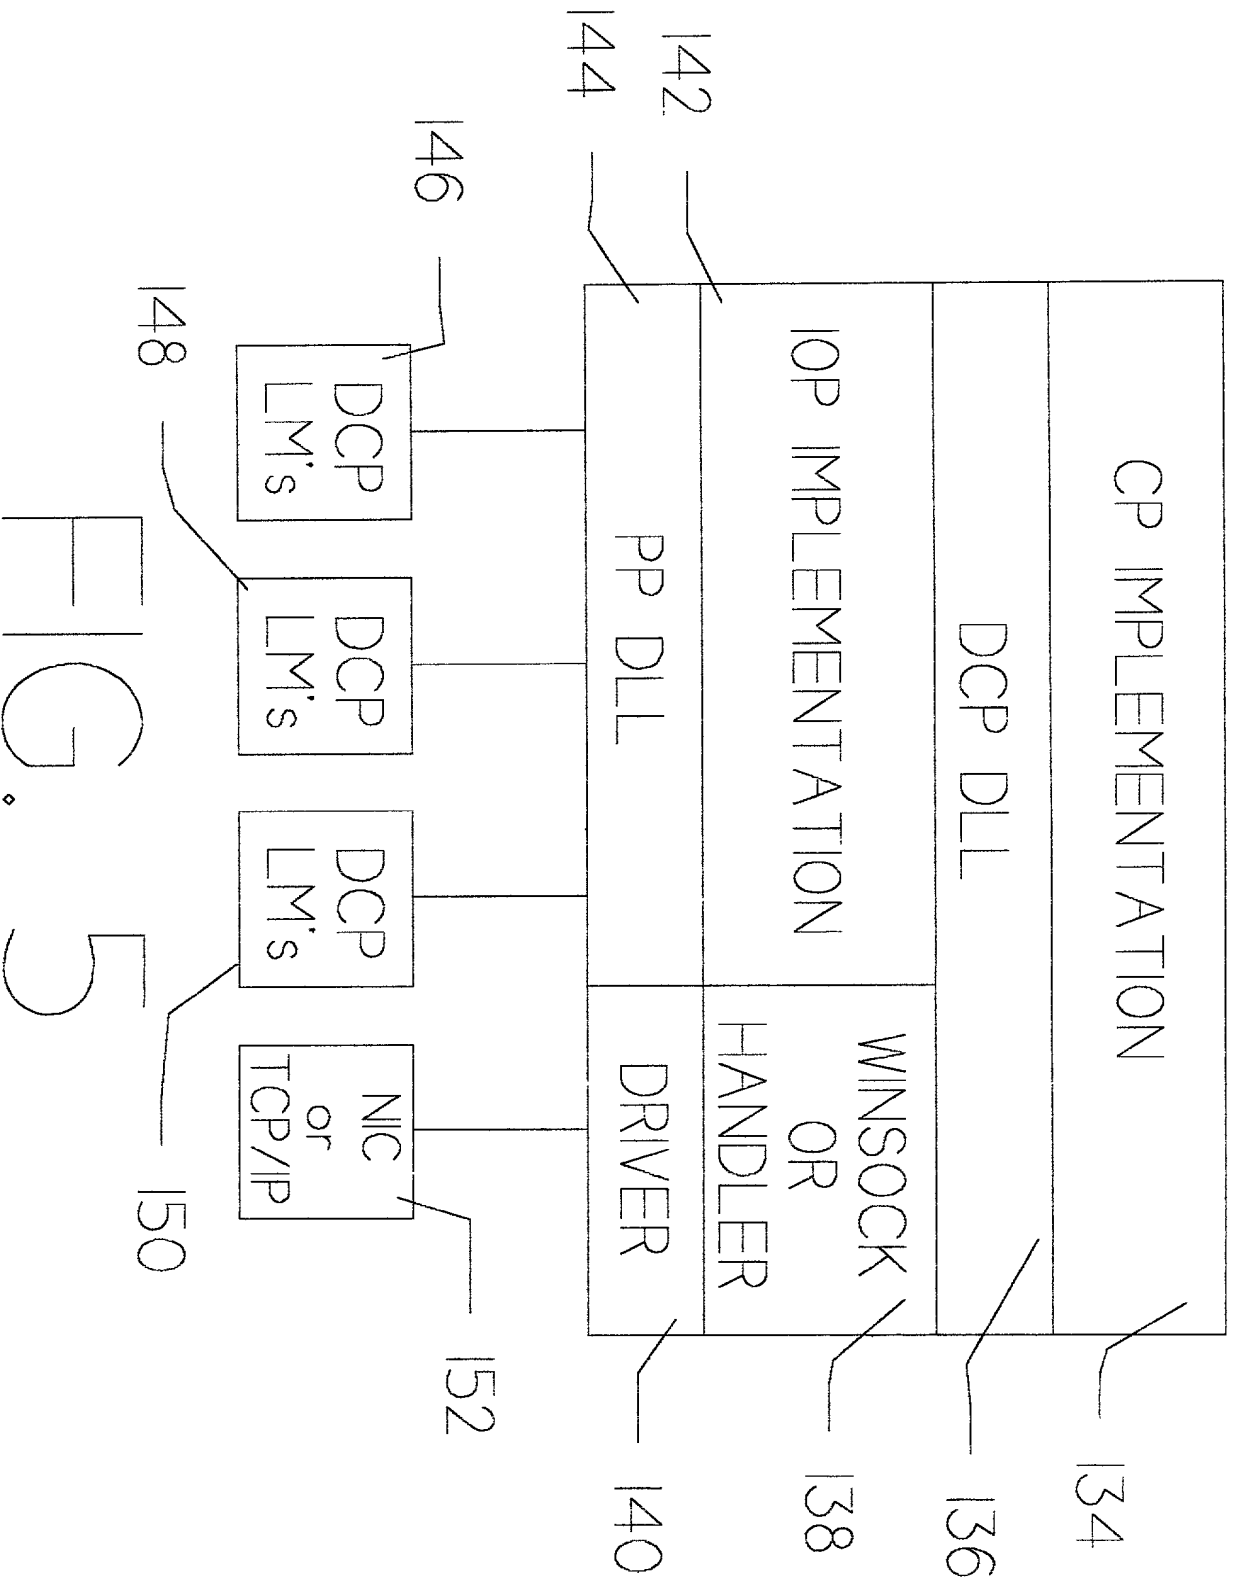 CP IMPLEMENTATION
134
DCP DLL
136
IOP IMPLEMENTATION
142
WINSOCK
OR
HANDLER
138
PP DLL
144
DRIVER
140
DCP
LM's
146
DCP
LM's
148
DCP
LM's
150
NIC
or
TCP/IP
152
FIG. 5